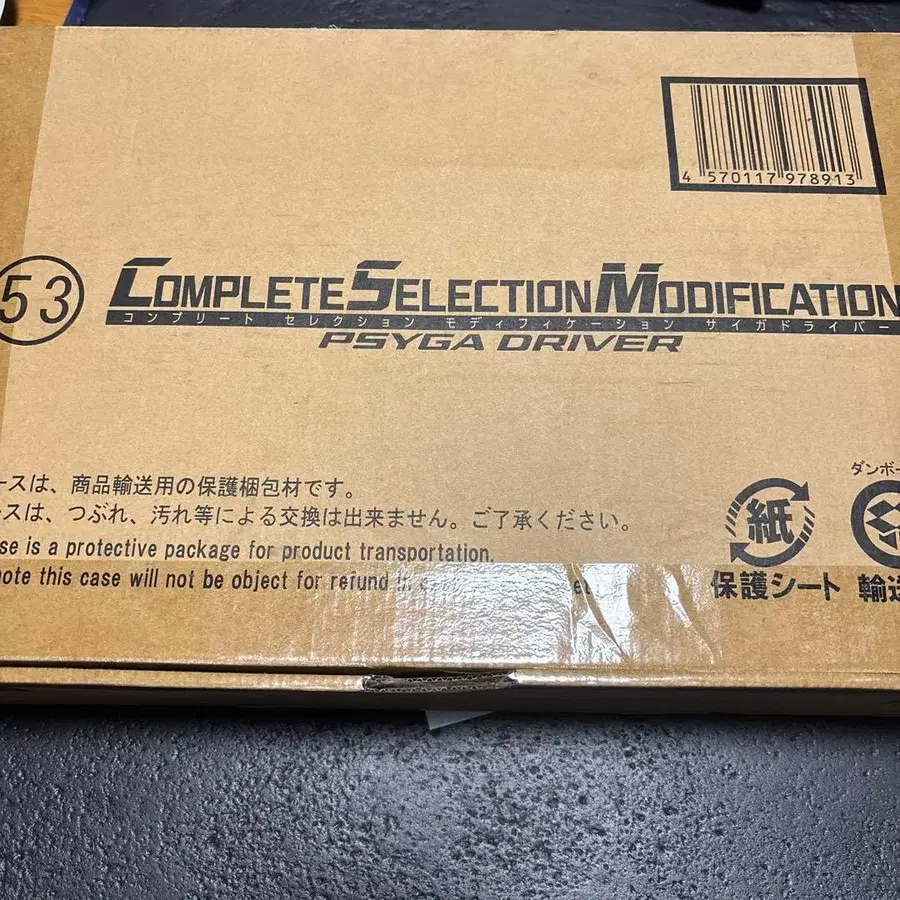 4 570117 978913
53
COMPLETE SELECTION MODIFICATION
コンプリート セレクション モディフィケーション サイガドライバー
PSYGA DRIVER
ースは、商品輸送用の保護梱包材です。
ースは、つぶれ、汚れ等による交換は出来ません。ご了承ください。
se is a protective package for product transportation.
note this case will not be object for refund
紙
保護シート
ダンボー
輸送